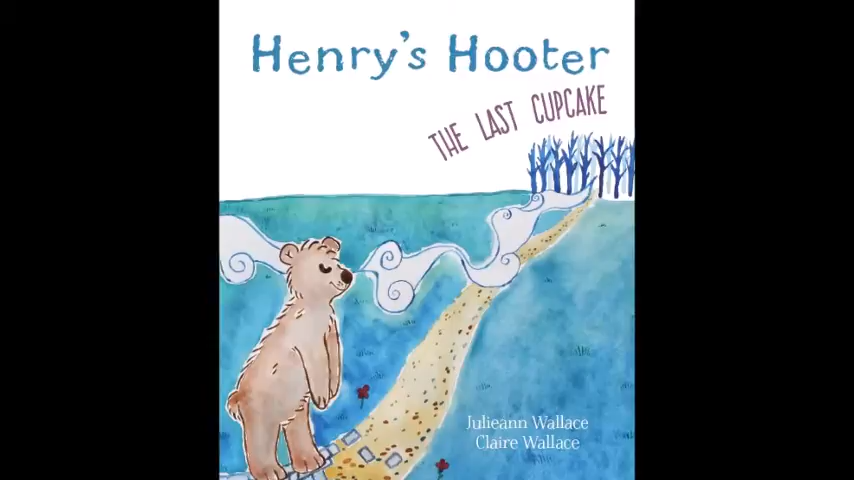 Henry's Hooter
THE LAST CUPCAKE
Julieann Wallace
Claire Wallace